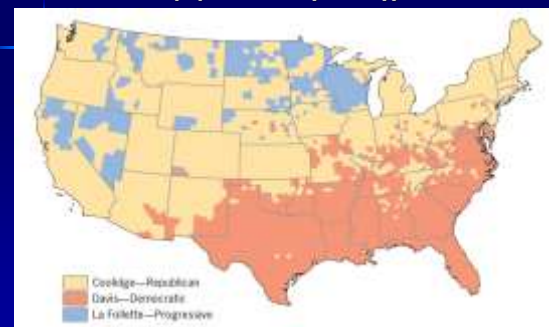 Coolidge—Republican
Davis—Democratic
La Follette—Progressive